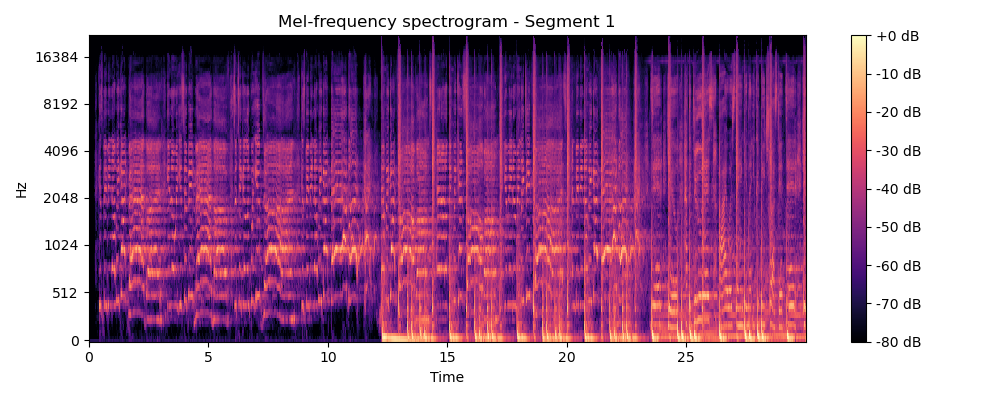 Mel-frequency spectrogram - Segment 1
16384
8192
4096
2048
1024
512
0
Hz
0 5 10 15 20 25
Time
+0 dB
-10 dB
-20 dB
-30 dB
-40 dB
-50 dB
-60 dB
-70 dB
-80 dB